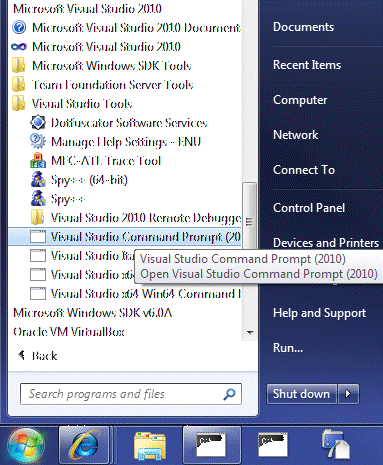 Microsoft Visual Studio 2010
Microsoft Visual Studio 2010 Document
Microsoft Visual Studio 2010
Microsoft Windows SDK Tools
Team Foundation Server Tools
Visual Studio Tools
Dotfuscator Software Services
Manage Help Settings - ENU
MFC-ATL Trace Tool
Spy++ (64-bit)
Spy++
Visual Studio 2010 Remote Debugge
Visual Studio Command Prompt (20
Visual Studio Ita
Visual Studio x64
Visual Studio x64 Win64 Command
Microsoft Windows SDK v6.0A
Oracle VM VirtualBox
Back
Search programs and files
Documents
Recent Items
Computer
Network
Connect To
Control Panel
Devices and Printers
Visual Studio Command Prompt (2010)
Open Visual Studio Command Prompt (2010)
Help and Support
Run...
Shut down